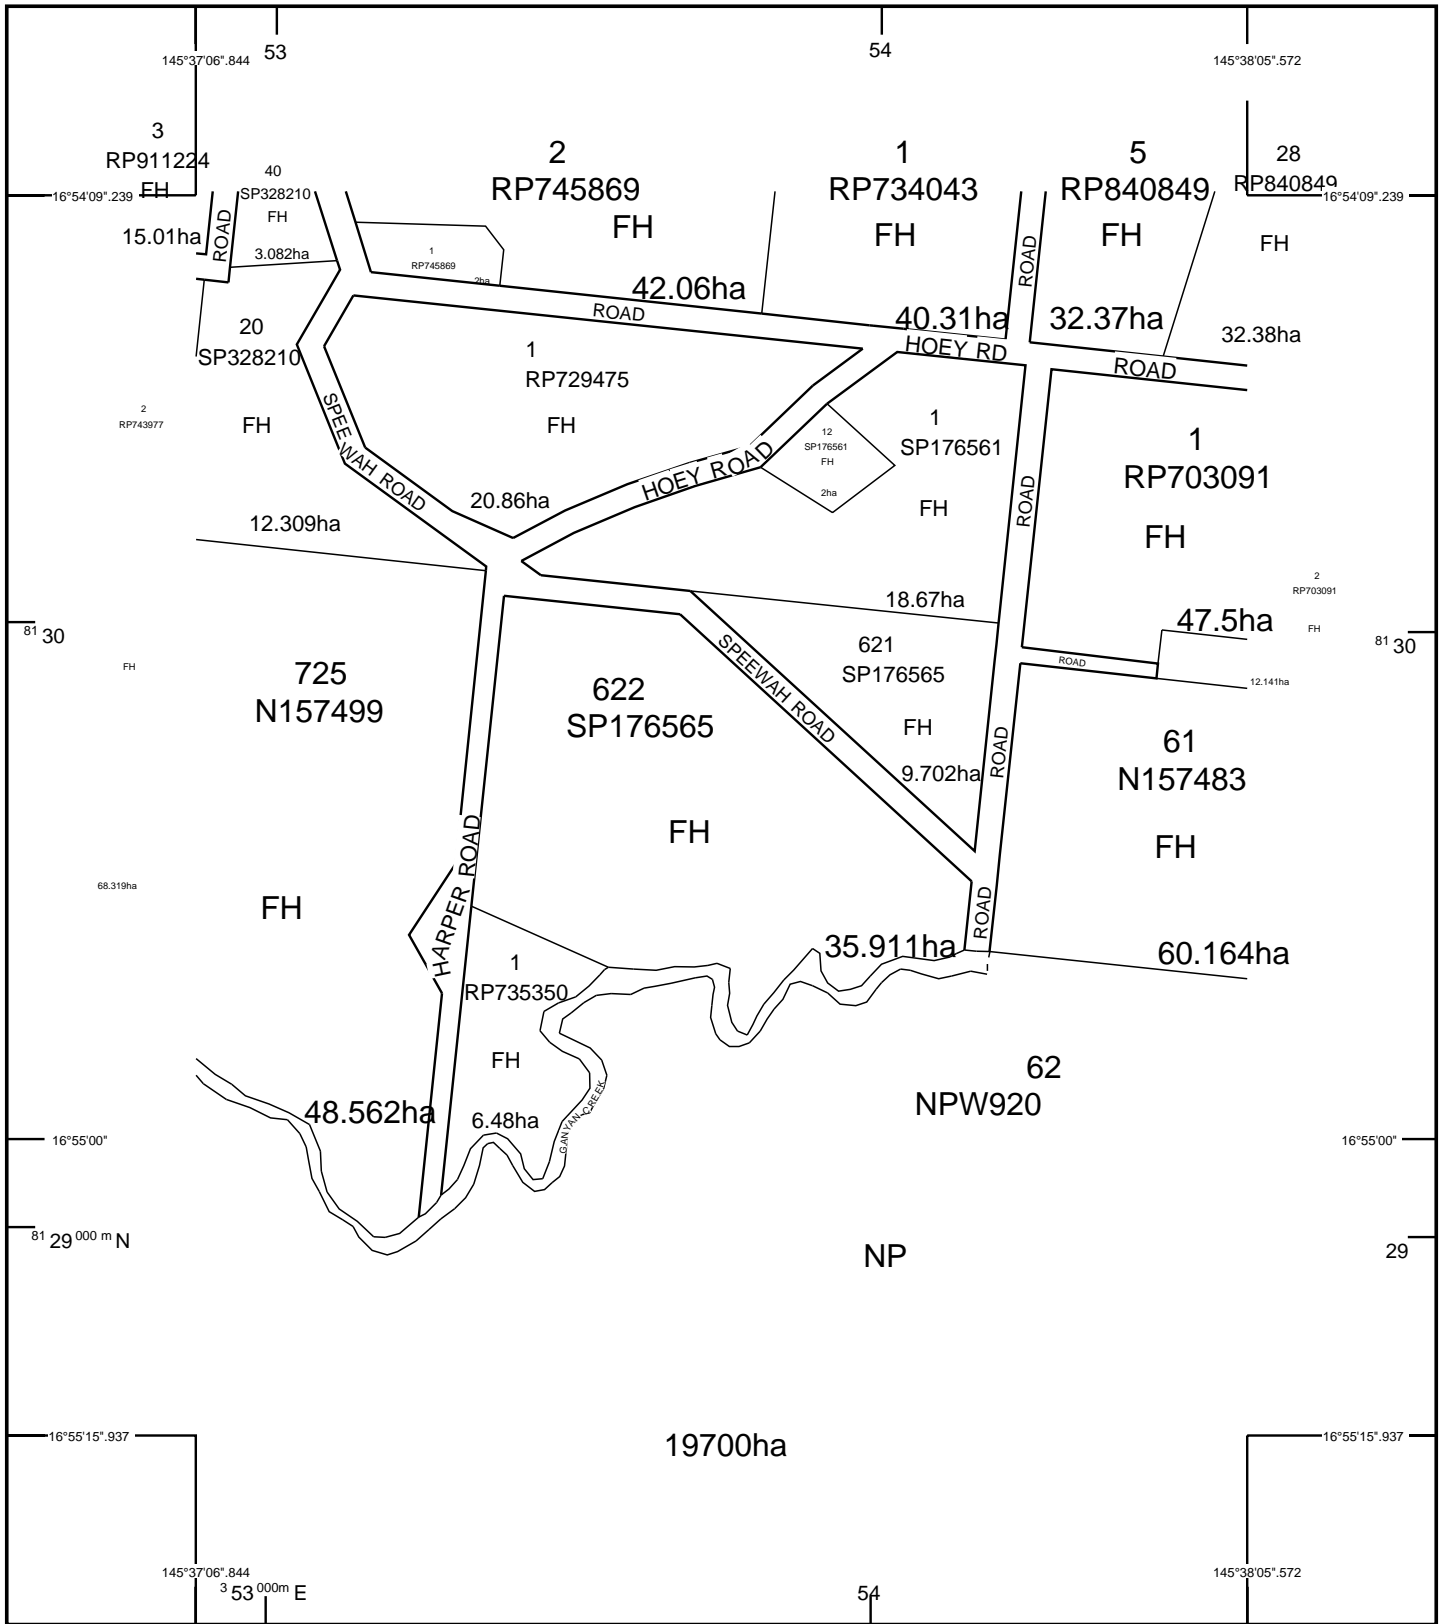 53
54
145°37'06".844
145°38'05".572
3
RP911224
FH
15.01ha
40
SP328210
FH
3.082ha
2
RP745869
FH
42.06ha
1
RP734043
FH
40.31ha
5
RP840849
FH
32.37ha
28
RP840849
FH
32.38ha
16°54'09".239
16°54'09".239
ROAD
ROAD
1
RP745869
2ha
ROAD
HOEY RD
ROAD
20
SP328210
FH
12.309ha
1
RP729475
FH
20.86ha
2
RP743977
FH
68.319ha
SPEEWAH ROAD
HOEY ROAD
12
SP176561
FH
2ha
1
SP176561
FH
18.67ha
ROAD
1
RP703091
FH
47.5ha
2
RP703091
FH
12.141ha
81 30
81 30
ROAD
725
N157499
FH
48.562ha
622
SP176565
FH
35.911ha
SPEEWAH ROAD
621
SP176565
FH
9.702ha
ROAD
61
N157483
FH
60.164ha
HARPER ROAD
ROAD
1
RP735350
FH
6.48ha
GANYAN CREEK
62
NPW920
NP
19700ha
16°55'00"
16°55'00"
81 29 000 m N
29
16°55'15".937
16°55'15".937
145°37'06".844
145°38'05".572
3 53 000m E
54